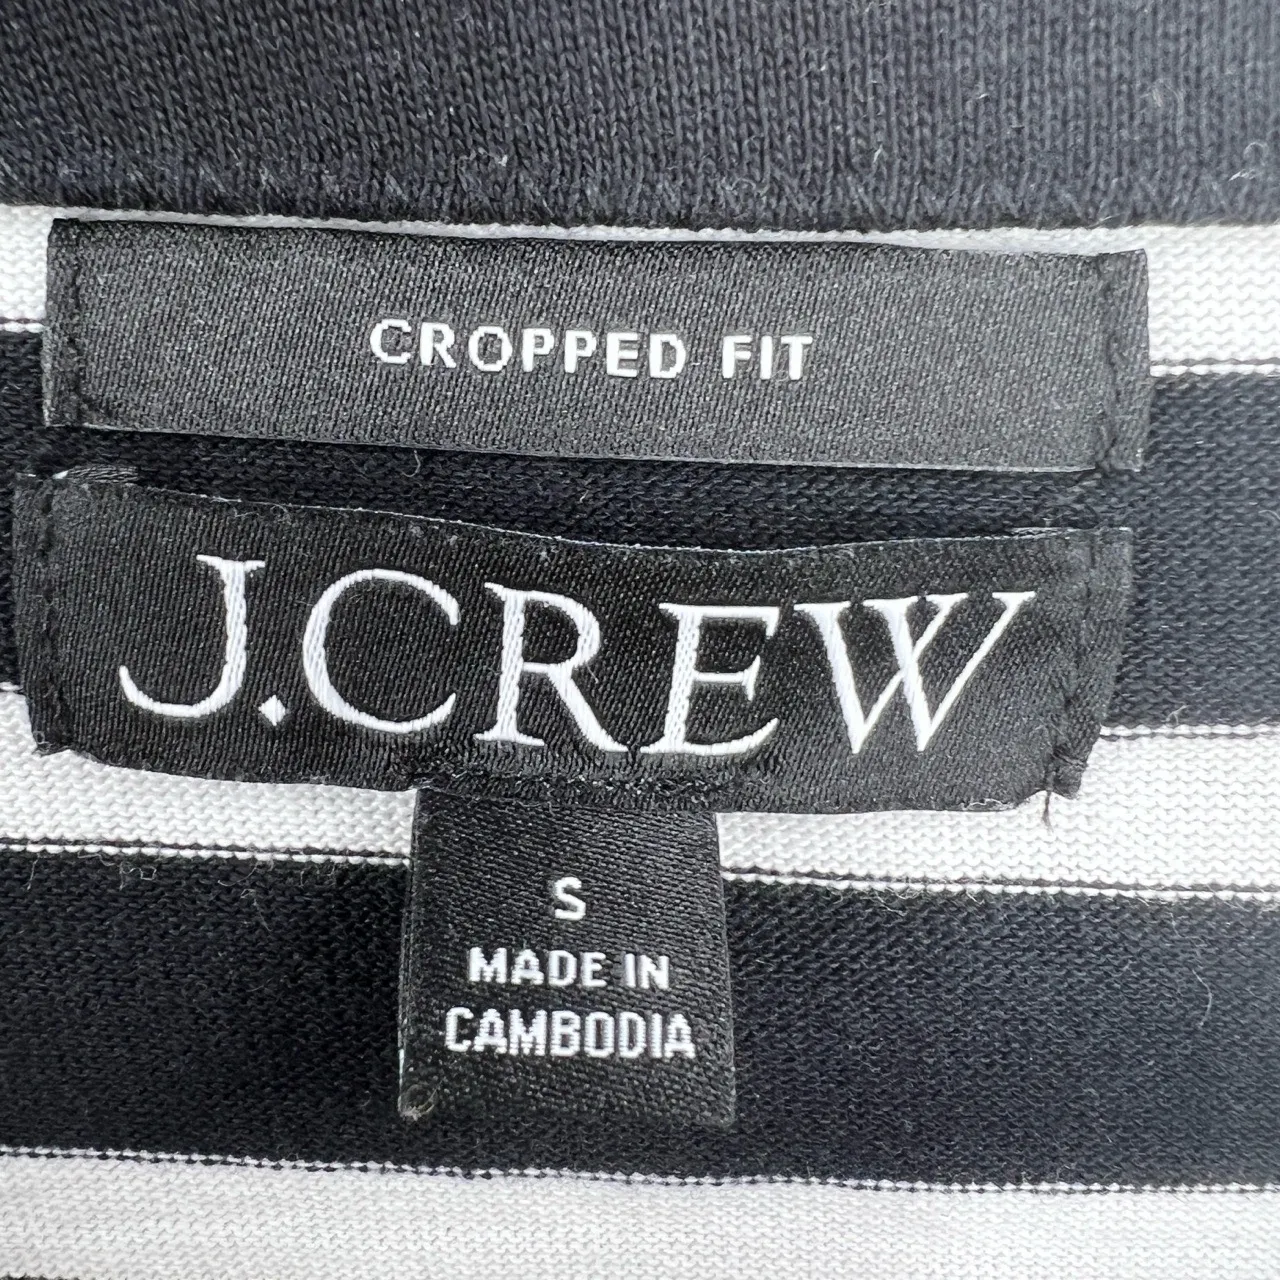 CROPPED FIT
J.CREW
S
MADE IN
CAMBODIA